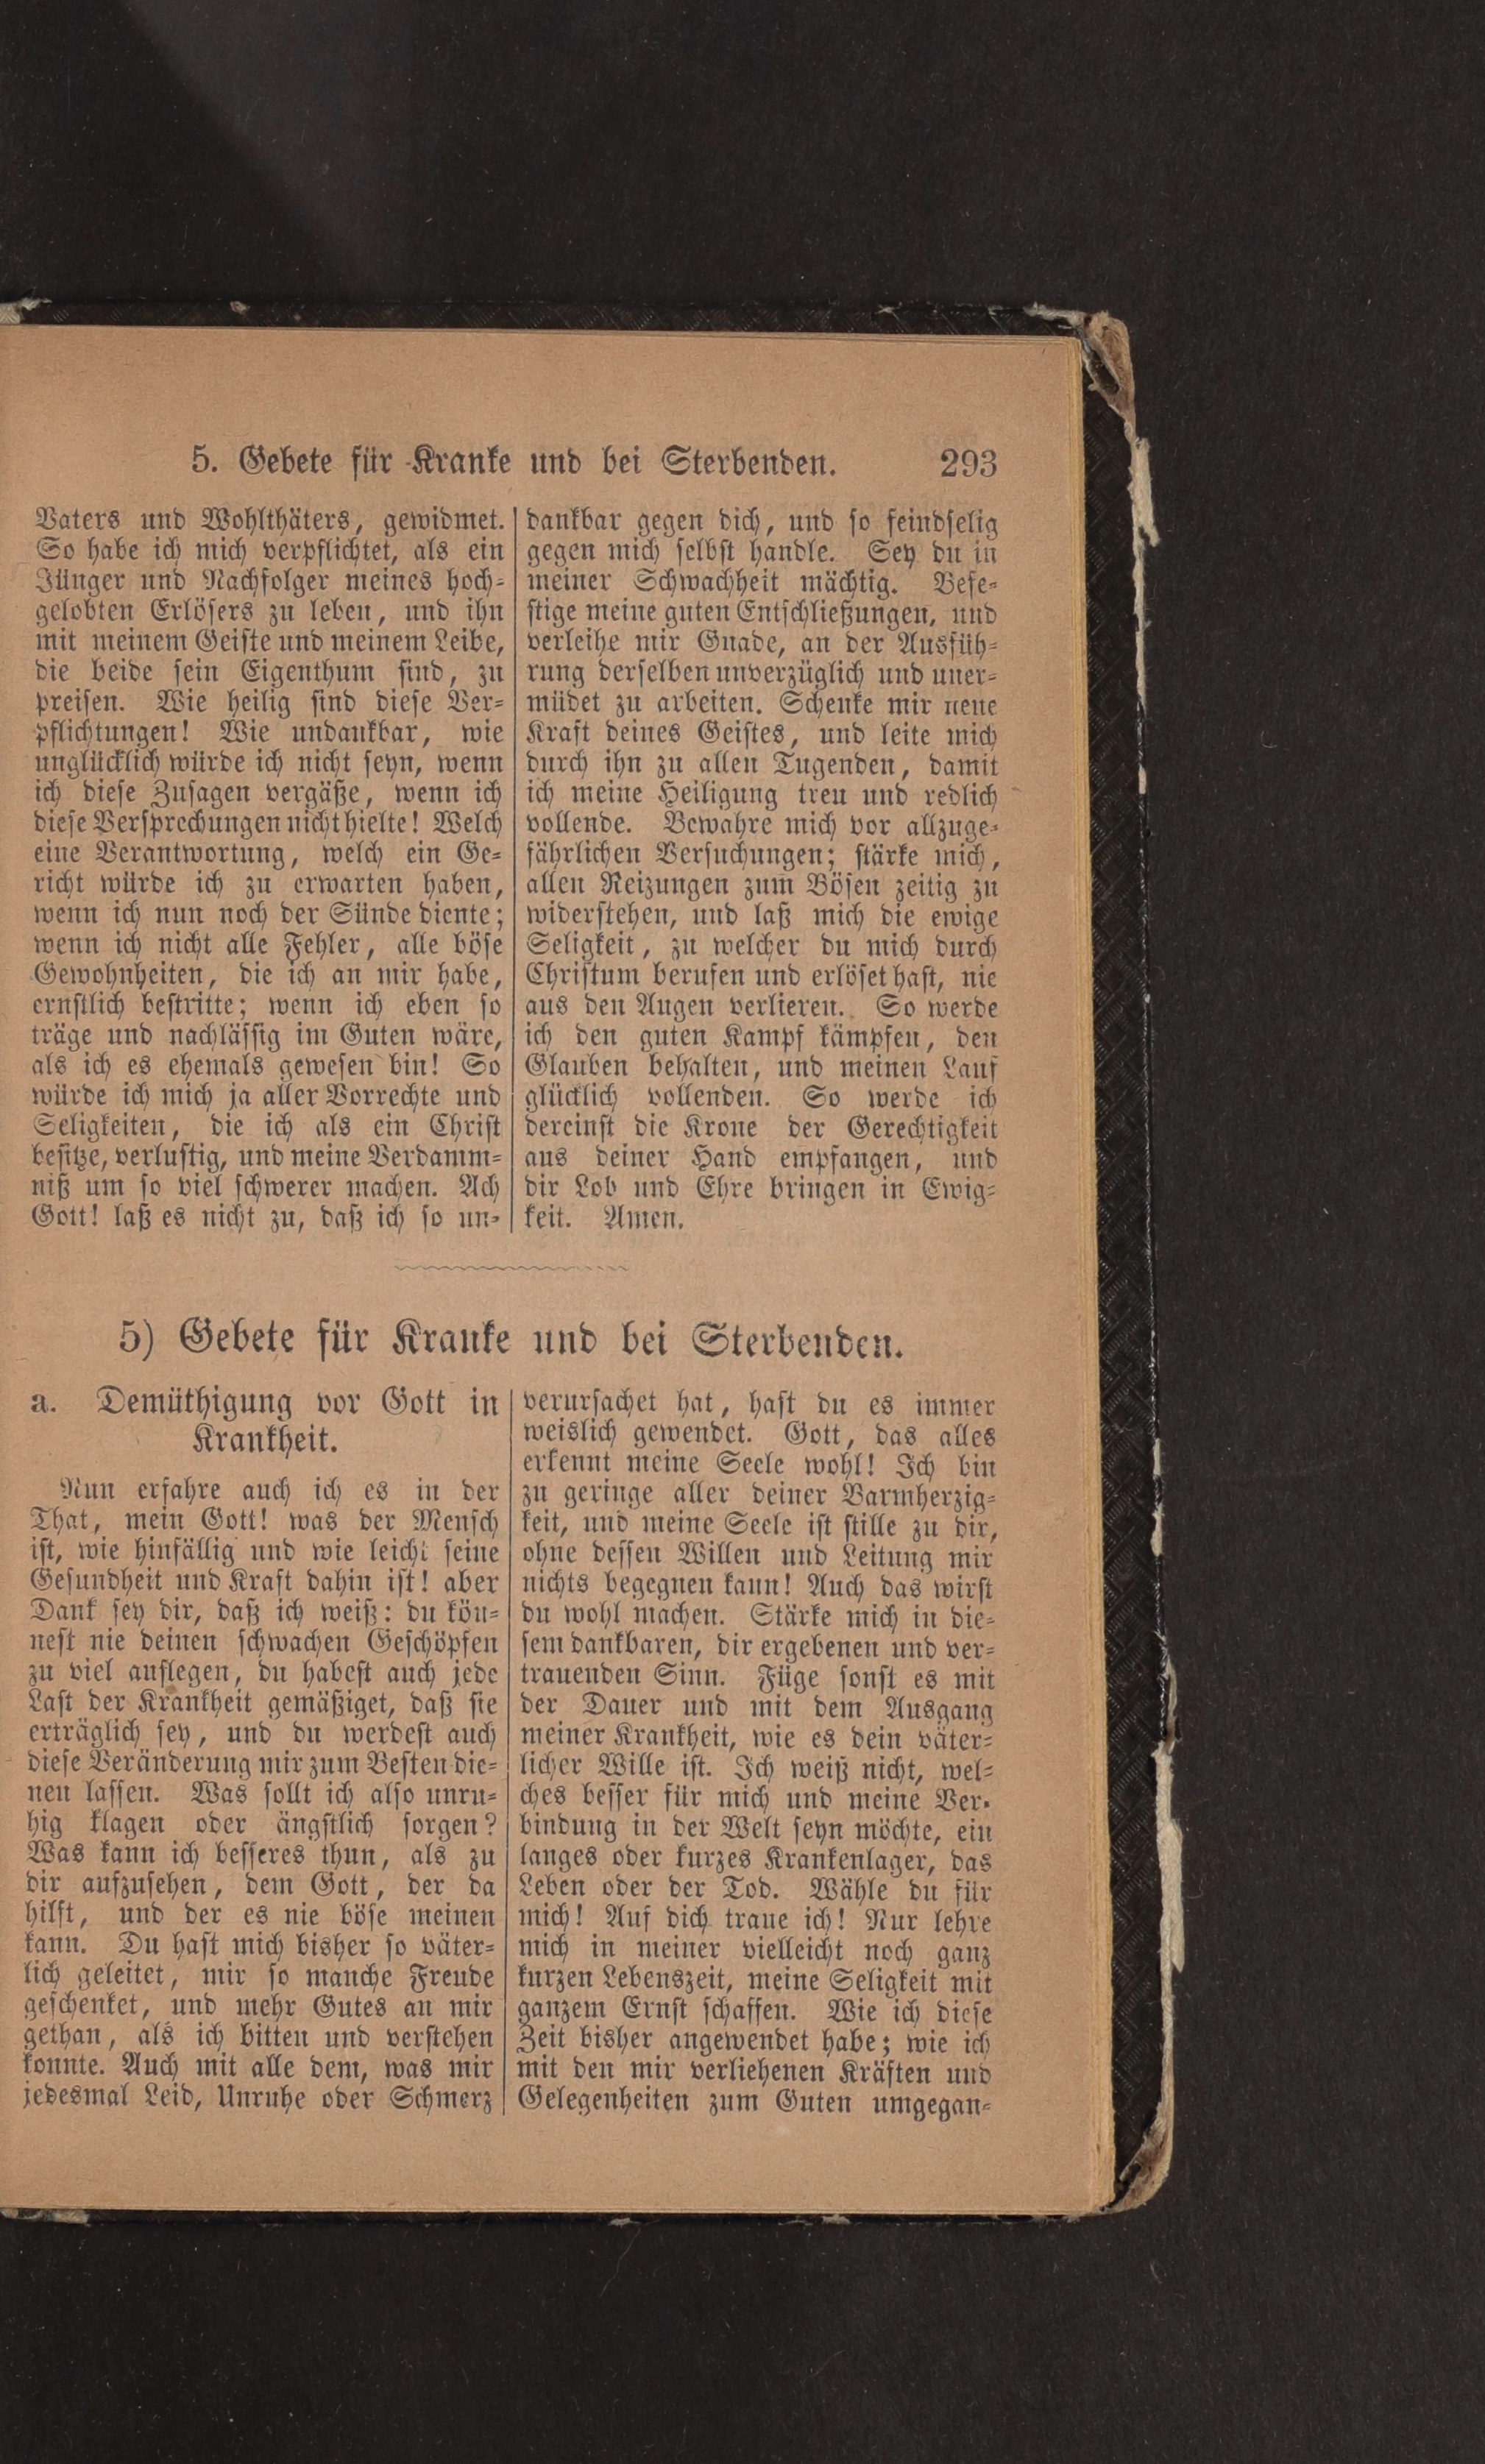 5. Gebete für Kranke und bei Sterbenden. 293
Vaters und Wohlthäters, gewidmet.
So habe ich mich verpflichtet, als ein
Jünger und Nachfolger meines hoch-
gelobten Erlösers zu leben, und ihn
mit meinem Geiste und meinem Leibe,
die beide sein Eigenthum sind, zu
preisen. Wie heilig sind diese Ver-
pflichtungen! Wie undankbar, wie
unglücklich würde ich nicht seyn, wenn
ich diese Zusagen vergäße, wenn ich
diese Versprechungen nicht hielte! Welch
eine Verantwortung, welch ein Ge-
richt würde ich zu erwarten haben,
wenn ich nun noch der Sünde diente;
wenn ich nicht alle Fehler, alle böse
Gewohnheiten, die ich an mir habe,
ernstlich bestritte; wenn ich eben so
träge und nachlässig im Guten wäre,
als ich es ehemals gewesen bin! So
würde ich mich ja aller Vorrechte und
Seligkeiten, die ich als ein Christ
besitze, verlustig, und meine Verdamm-
niß um so viel schwerer machen. Ach
Gott! laß es nicht zu, daß ich so un-
dankbar gegen dich, und so feindselig
gegen mich selbst handle. Sey du in
meiner Schwachheit mächtig. Befe-
stige meine guten Entschließungen, und
verleihe mir Gnade, an der Ausfüh-
rung derselben unverzüglich und uner-
müdet zu arbeiten. Schenke mir neue
Kraft deines Geistes, und leite mich
durch ihn zu allen Tugenden, damit
ich meine Heiligung treu und redlich
vollende. Bewahre mich vor allzuge-
fährlichen Versuchungen; stärke mich,
allen Reizungen zum Bösen zeitig zu
widerstehen, und laß mich die ewige
Seligkeit, zu welcher du mich durch
Christum berufen und erlöset hast, nie
aus den Augen verlieren. So werde
ich den guten Kampf kämpfen, den
Glauben behalten, und meinen Lauf
glücklich vollenden. So werde ich
dereinst die Krone der Gerechtigkeit
aus deiner Hand empfangen, und
dir Lob und Ehre bringen in Ewig-
keit. Amen.
5) Gebete für Kranke und bei Sterbenden.
a. Demüthigung vor Gott in
Krankheit.
Nun erfahre auch ich es in der
That, mein Gott! was der Mensch
ist, wie hinfällig und wie leicht seine
Gesundheit und Kraft dahin ist! aber
Dank sey dir, daß ich weiß: du kön-
nest nie deinen schwachen Geschöpfen
zu viel auflegen, du habest auch jede
Last der Krankheit gemäßiget, daß sie
erträglich sey, und du werdest auch
diese Veränderung mir zum Besten die-
nen lassen. Was sollt ich also unru-
hig klagen oder ängstlich sorgen?
Was kann ich besseres thun, als zu
dir aufzusehen, dem Gott, der da
hilft, und der es nie böse meinen
kann. Du hast mich bisher so väter-
lich geleitet, mir so manche Freude
geschenket, und mehr Gutes an mir
gethan, als ich bitten und verstehen
konnte. Auch mit alle dem, was mir
jedesmal Leid, Unruhe oder Schmerz
verursachet hat, hast du es immer
weislich gewendet. Gott, das alles
erkennt meine Seele wohl! Ich bin
zu geringe aller deiner Barmherzig-
keit, und meine Seele ist stille zu dir,
ohne dessen Willen und Leitung mir
nichts begegnen kann! Auch das wirst
du wohl machen. Stärke mich in die-
sem dankbaren, dir ergebenen und ver-
trauenden Sinn. Füge sonst es mit
der Dauer und mit dem Ausgang
meiner Krankheit, wie es dein väter-
licher Wille ist. Ich weiß nicht, wel-
ches besser für mich und meine Ver-
bindung in der Welt seyn möchte, ein
langes oder kurzes Krankenlager, das
Leben oder der Tod. Wähle du für
mich! Auf dich traue ich! Nur lehre
mich in meiner vielleicht noch ganz
kurzen Lebenszeit, meine Seligkeit mit
ganzem Ernst schaffen. Wie ich diese
Zeit bisher angewendet habe; wie ich
mit den mir verliehenen Kräften und
Gelegenheiten zum Guten umgegan-